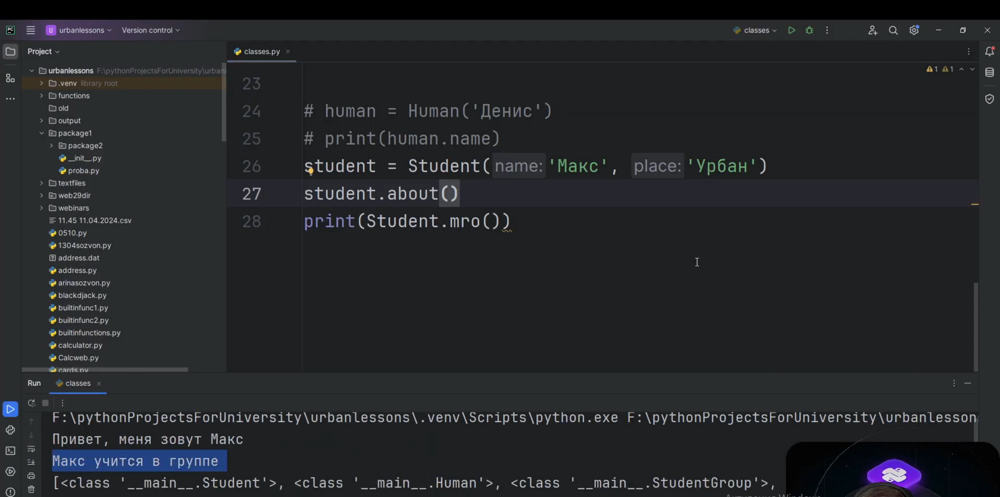 PC
U urbanlessons
Version control
classes
Project
classes.py
urbanlessons F:\pythonProjectsForUniversity\urban
.venv library root
functions
old
output
package1
package2
__init__.py
proba.py
textfiles
web29dir
webinars
11.45 11.04.2024.csv
0510.py
1304sozvon.py
address.dat
address.py
arinasozvon.py
blackdjack.py
builtinfunc1.py
builtinfunc2.py
builtinfunctions.py
calculator.py
Calcweb.py
cards.py
1 1
23
24 # human = Human('Денис')
25 # print(human.name)
26 student = Student(name: 'Макс', place: 'Урбан')
27 student.about()
28 print(Student.mro())
Run classes
F:\pythonProjectsForUniversity\urbanlessons\.venv\Scripts\python.exe F:\pythonProjectsForUniversity\urbanlesson
Привет, меня зовут Макс
Макс учится в группе
[<class '__main__.Student'>, <class '__main__.Human'>, <class '__main__.StudentGroup'>,